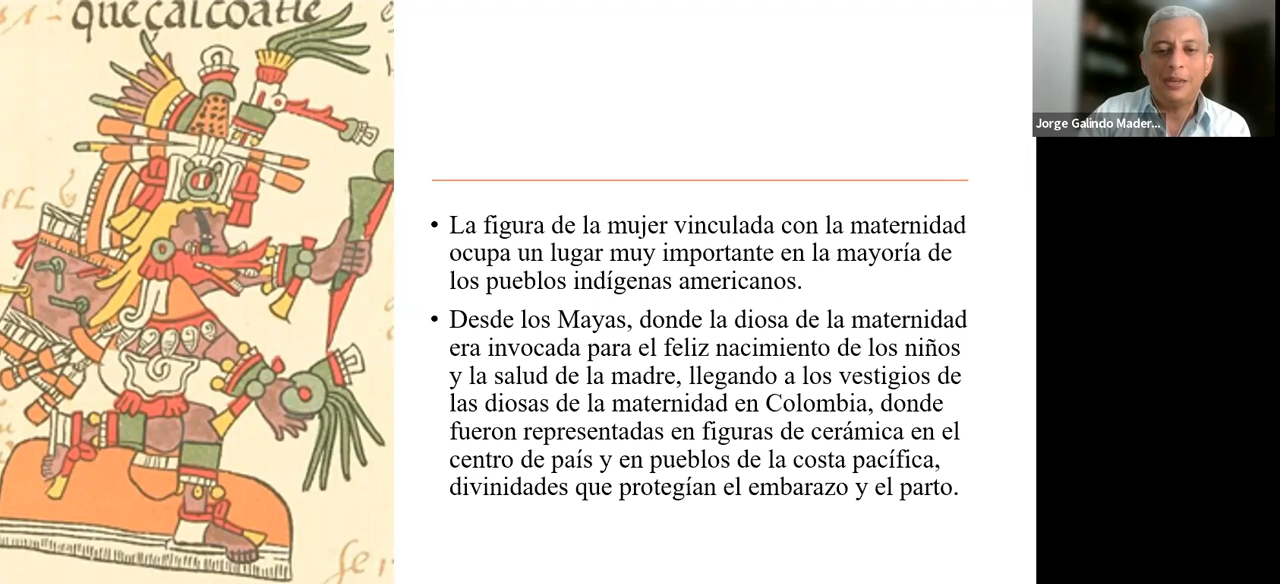 queçalcoatle
Jorge Galindo Mader...
• La figura de la mujer vinculada con la maternidad
ocupa un lugar muy importante en la mayoría de
los pueblos indígenas americanos.
• Desde los Mayas, donde la diosa de la maternidad
era invocada para el feliz nacimiento de los niños
y la salud de la madre, llegando a los vestigios de
las diosas de la maternidad en Colombia, donde
fueron representadas en figuras de cerámica en el
centro de país y en pueblos de la costa pacífica,
divinidades que protegían el embarazo y el parto.